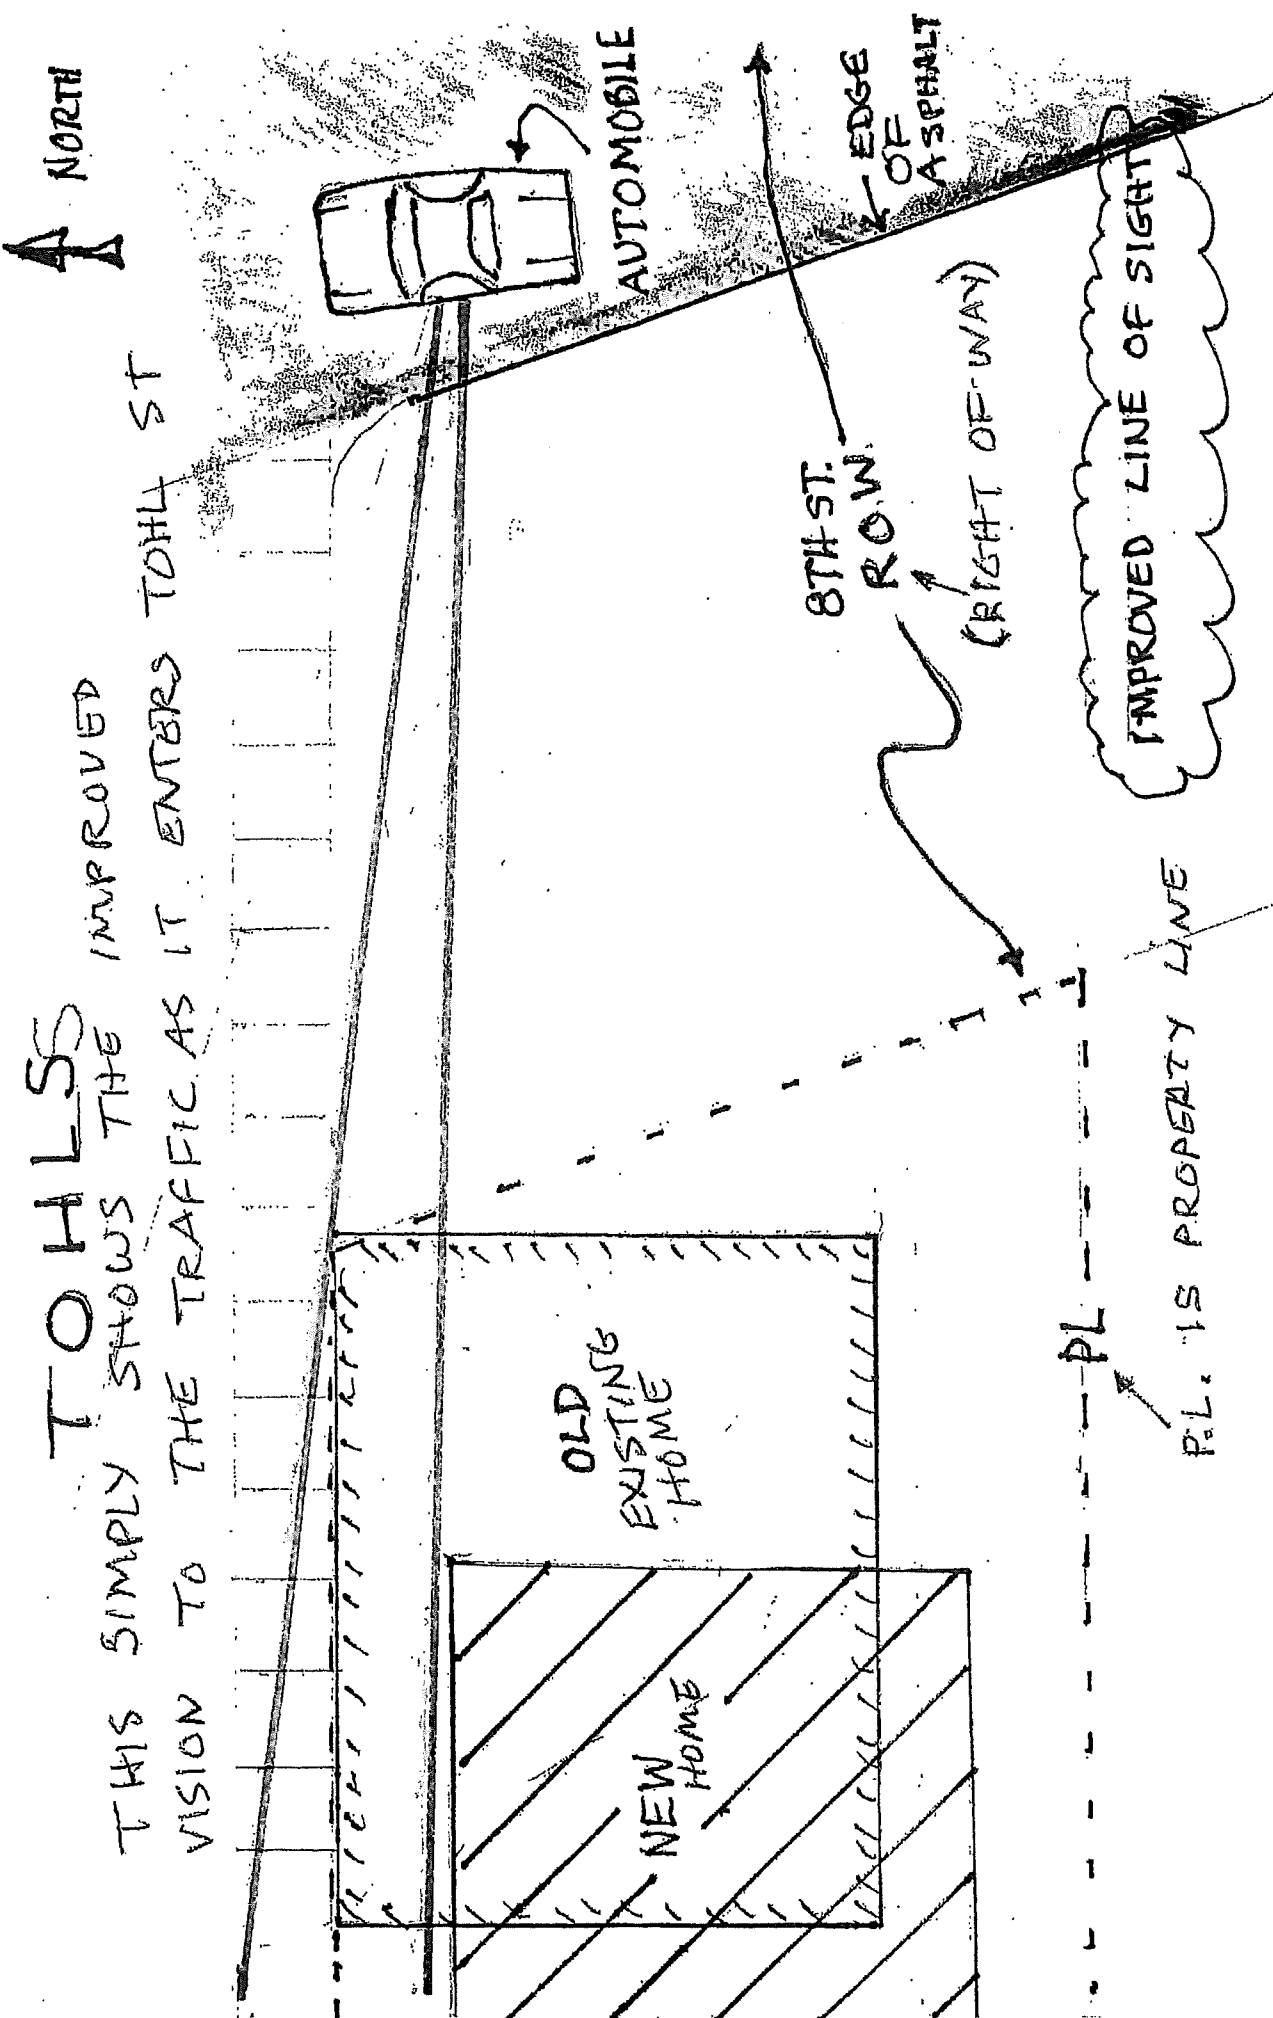 TOHLS
THIS SIMPLY SHOWS THE IMPROVED
VISION TO THE TRAFFIC AS IT ENTERS TOHL ST
NORTH
AUTOMOBILE
EDGE
OF
ASPHALT
8TH ST.
R.O.W.
(RIGHT OF WAY)
OLD
EXISTING
HOME
NEW
HOME
IMPROVED LINE OF SIGHT
PL
P.L. IS PROPERTY LINE